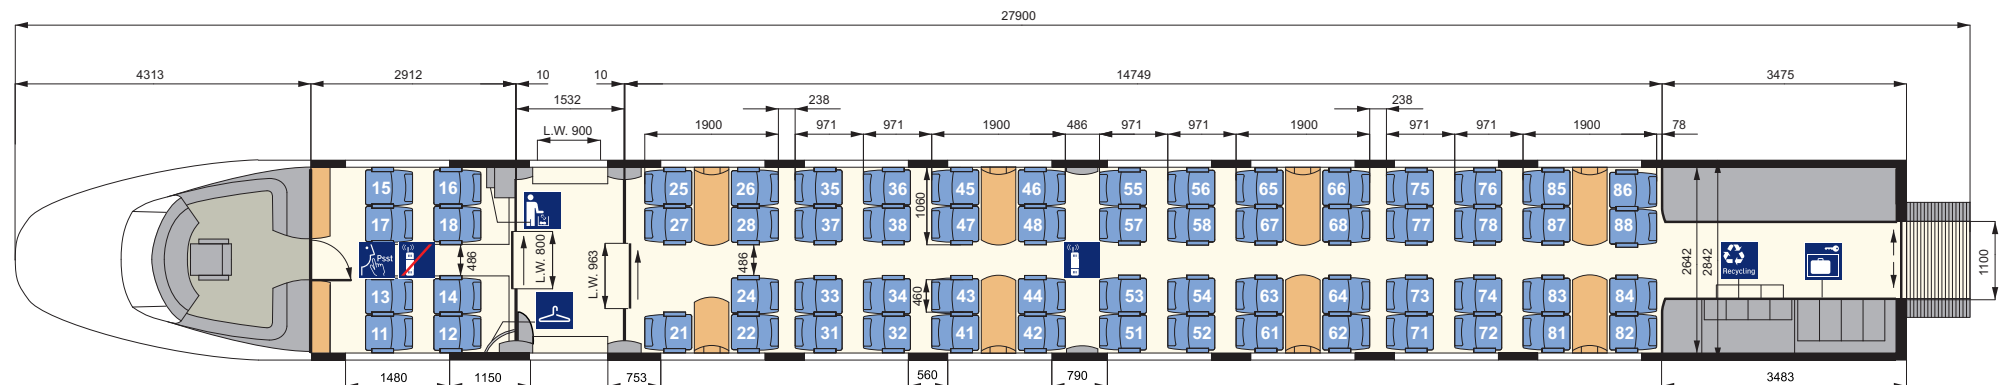 27900
4313 2912 10 10 14749 3475
1532 238 238
L.W. 900 1900 971 971 1900 486 971 971 1900 971 971 1900 78
15 16 25 26 35 36 45 46 55 56 65 66 75 76 85 86
17 18 27 28 37 38 47 48 57 58 67 68 77 78 87 88
1060
Psst 486 L.W. 800 L.W. 963 486 2642 2842 Recycling 1100
460
13 14 24 33 34 43 44 53 54 63 64 73 74 83 84
11 12 21 22 31 32 41 42 51 52 61 62 71 72 81 82
1480 1150 753 560 790 3483